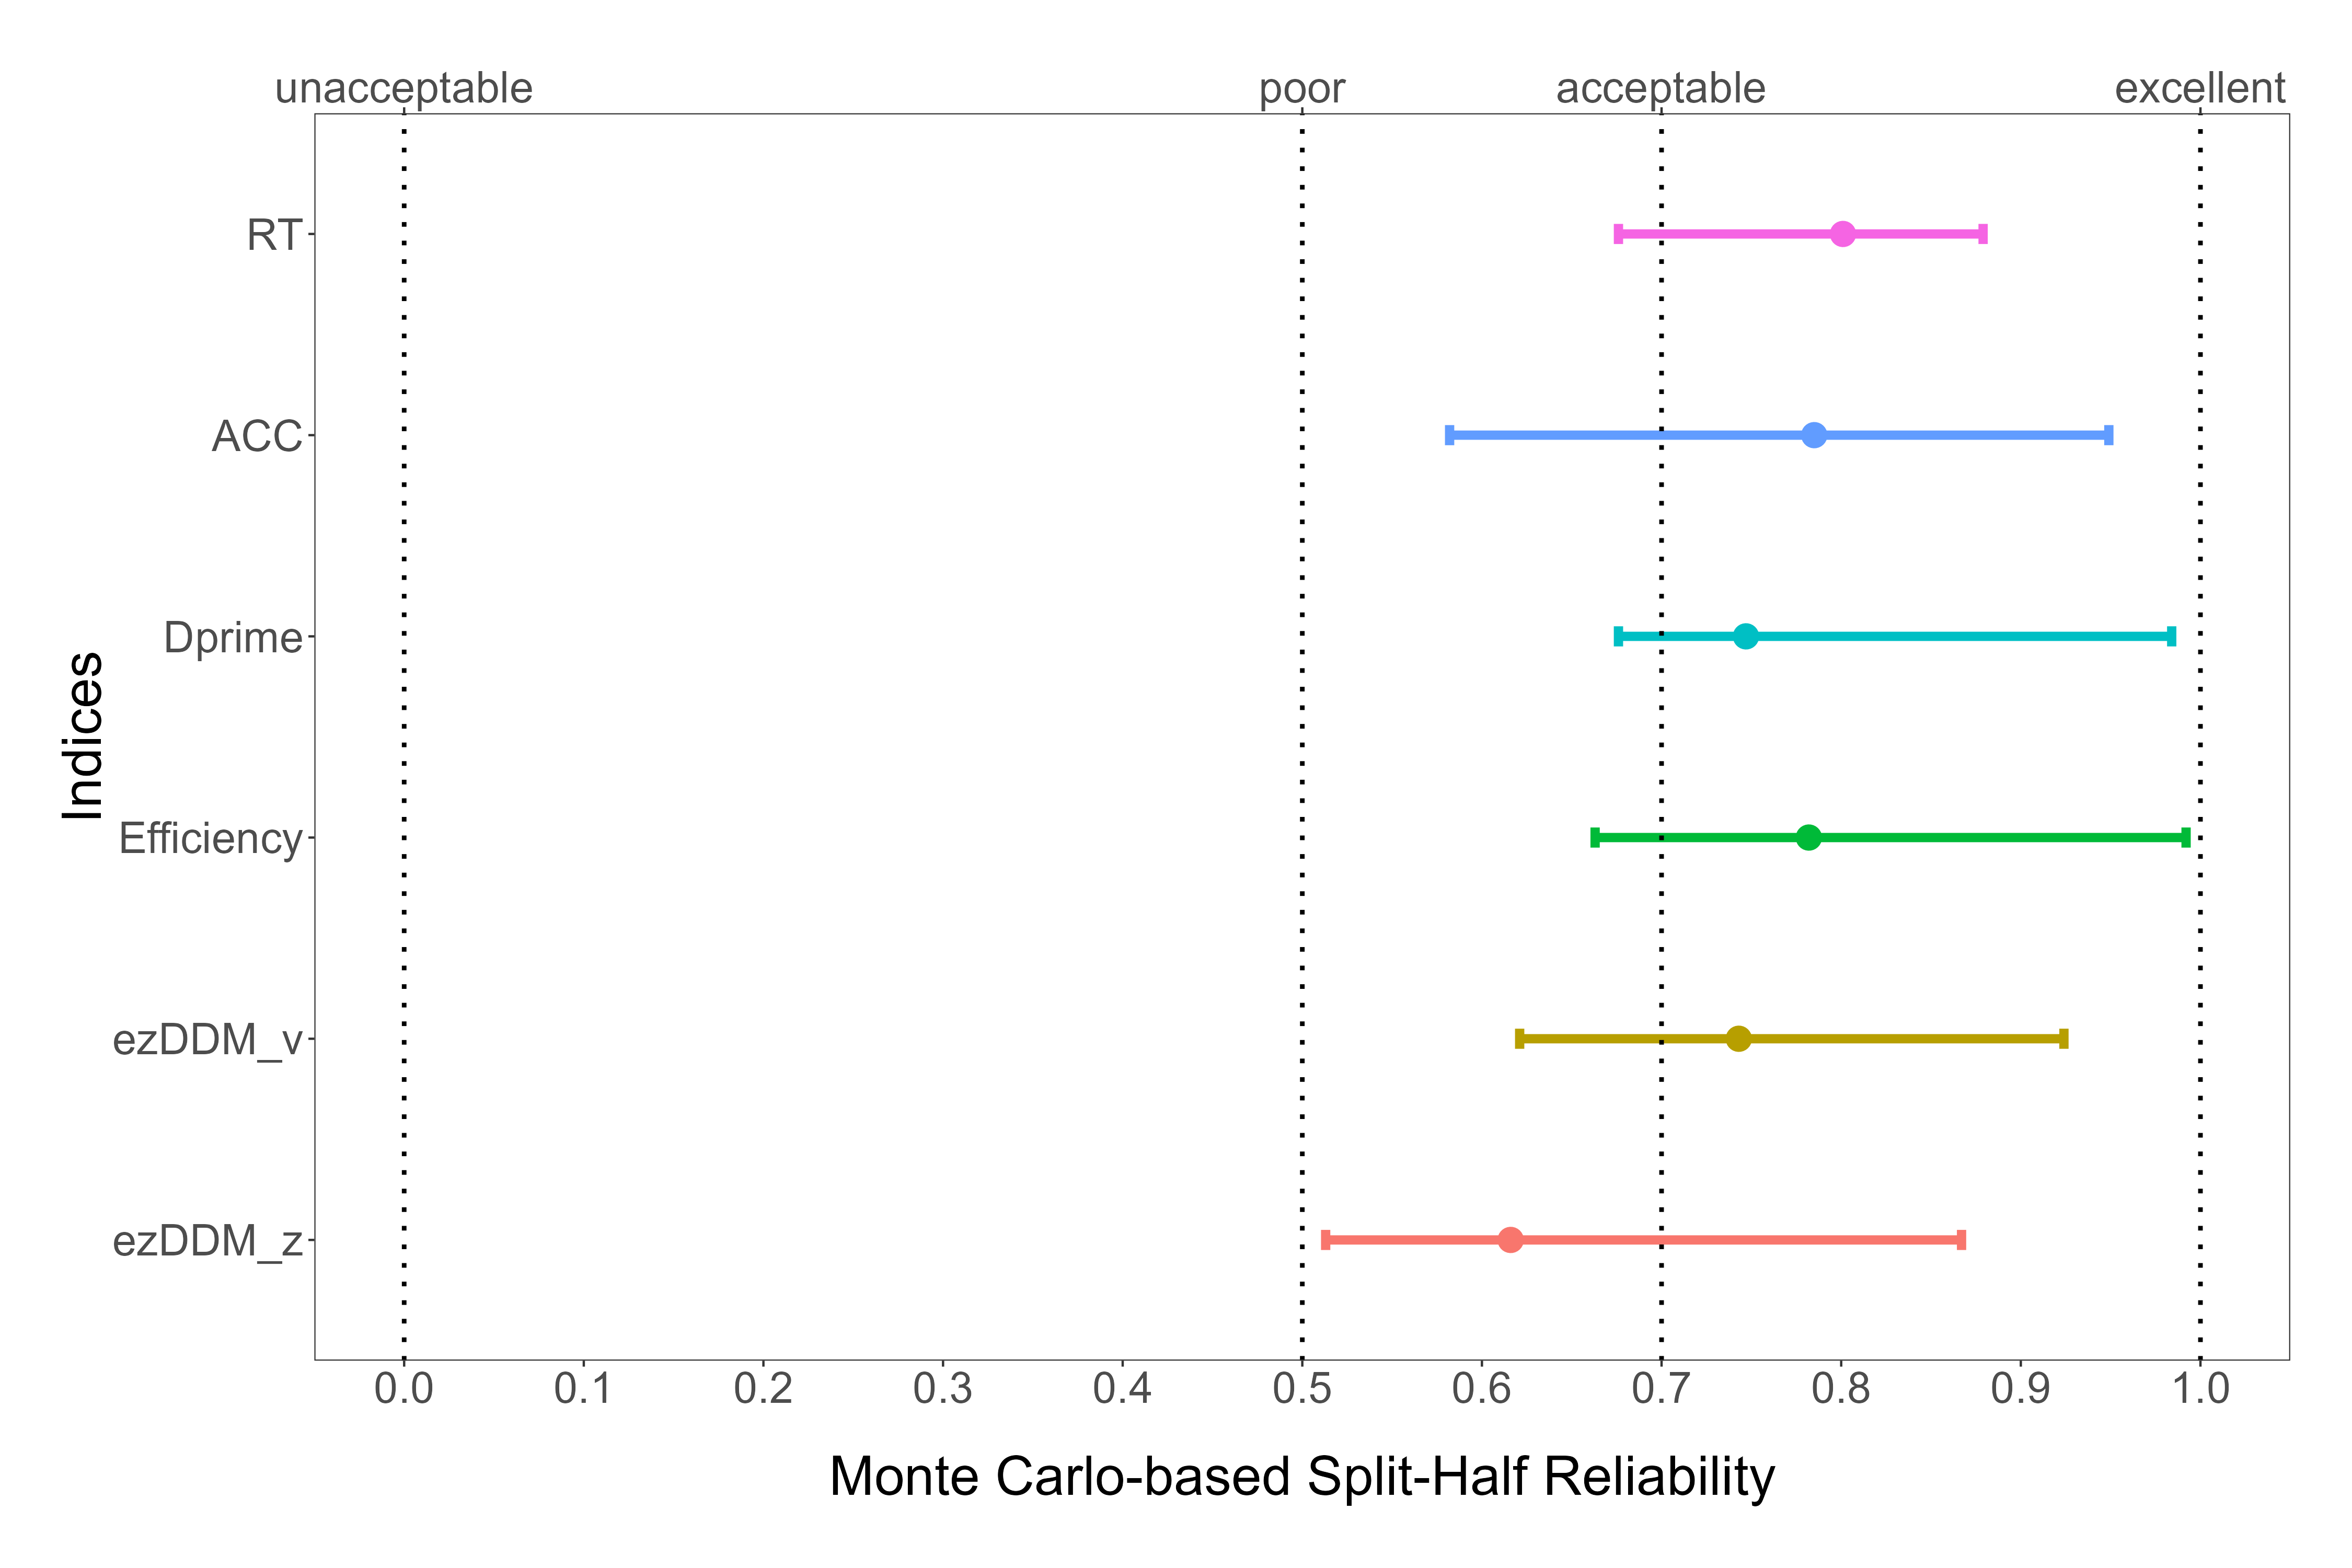 unacceptable poor acceptable excellent
RT
ACC
Dprime
Efficiency
ezDDM_v
ezDDM_z
Indices
0.0 0.1 0.2 0.3 0.4 0.5 0.6 0.7 0.8 0.9 1.0
Monte Carlo-based Split-Half Reliability